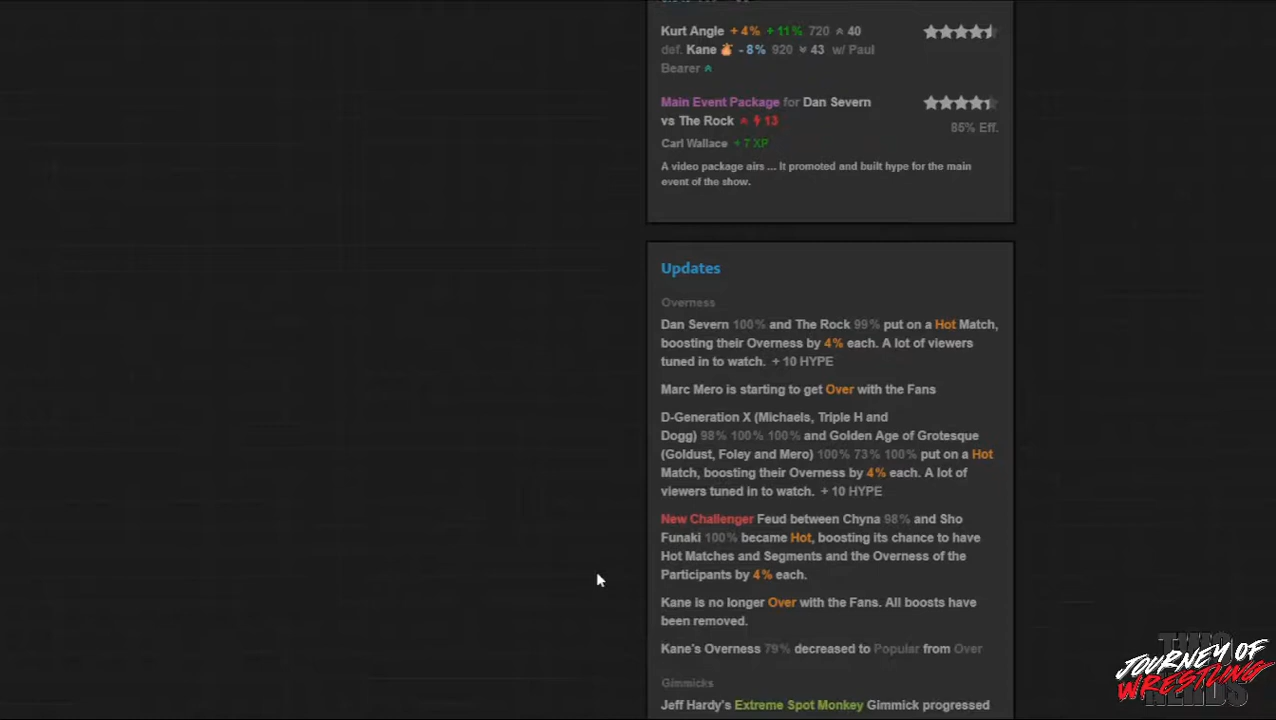 Kurt Angle + 4% + 11% 720 40
def. Kane - 8% 920 43 w/ Paul
Bearer
Main Event Package for Dan Severn
vs The Rock 13
85% Eff.
Carl Wallace + 7 XP
A video package airs ... It promoted and built hype for the main
event of the show.
Updates
Overness
Dan Severn 100% and The Rock 99% put on a Hot Match,
boosting their Overness by 4% each. A lot of viewers
tuned in to watch. + 10 HYPE
Marc Mero is starting to get Over with the Fans
D-Generation X (Michaels, Triple H and
Dogg) 98% 100% 100% and Golden Age of Grotesque
(Goldust, Foley and Mero) 100% 73% 100% put on a Hot
Match, boosting their Overness by 4% each. A lot of
viewers tuned in to watch. + 10 HYPE
New Challenger Feud between Chyna 98% and Sho
Funaki 100% became Hot, boosting its chance to have
Hot Matches and Segments and the Overness of the
Participants by 4% each.
Kane is no longer Over with the Fans. All boosts have
been removed.
Kane's Overness 79% decreased to Popular from Over
Gimmicks
Jeff Hardy's Extreme Spot Monkey Gimmick progressed
JOURNEY OF
WRESTLING
NERDS